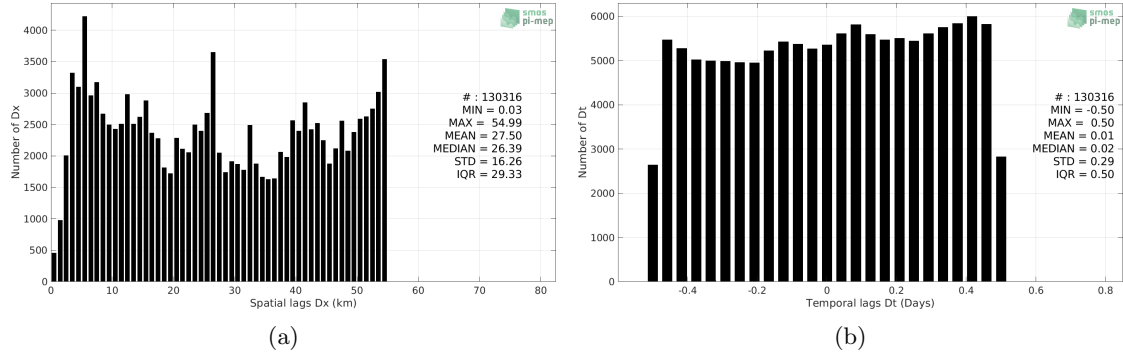 smos
pi-mep
4000
3500
3000
2500
2000
1500
1000
500
0
Number of Dx
# : 130316
MIN = 0.03
MAX = 54.99
MEAN = 27.50
MEDIAN = 26.39
STD = 16.26
IQR = 29.33
0 10 20 30 40 50 60 70 80
Spatial lags Dx (km)
(a)
smos
pi-mep
6000
5000
4000
3000
2000
1000
0
Number of Dt
# : 130316
MIN = -0.50
MAX = 0.50
MEAN = 0.01
MEDIAN = 0.02
STD = 0.29
IQR = 0.50
-0.4 -0.2 0 0.2 0.4 0.6 0.8
Temporal lags Dt (Days)
(b)